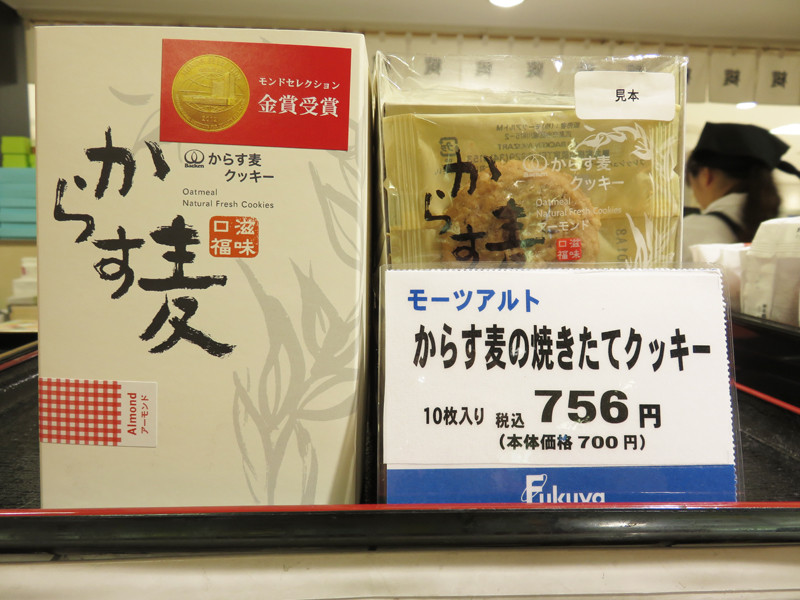 モンドセレクション
金賞受賞
Backen
からす麦
クッキー
Oatmeal
Natural Fresh Cookies
からす麦
滋味
口福
Almond
アーモンド
見本
からす麦
クッキー
Oatmeal
Natural Fresh Cookies
アーモンド
からす麦
滋味
口福
モーツアルト
からす麦の焼きたてクッキー
10枚入り 税込 756円
(本体価格700円)
Fukuya